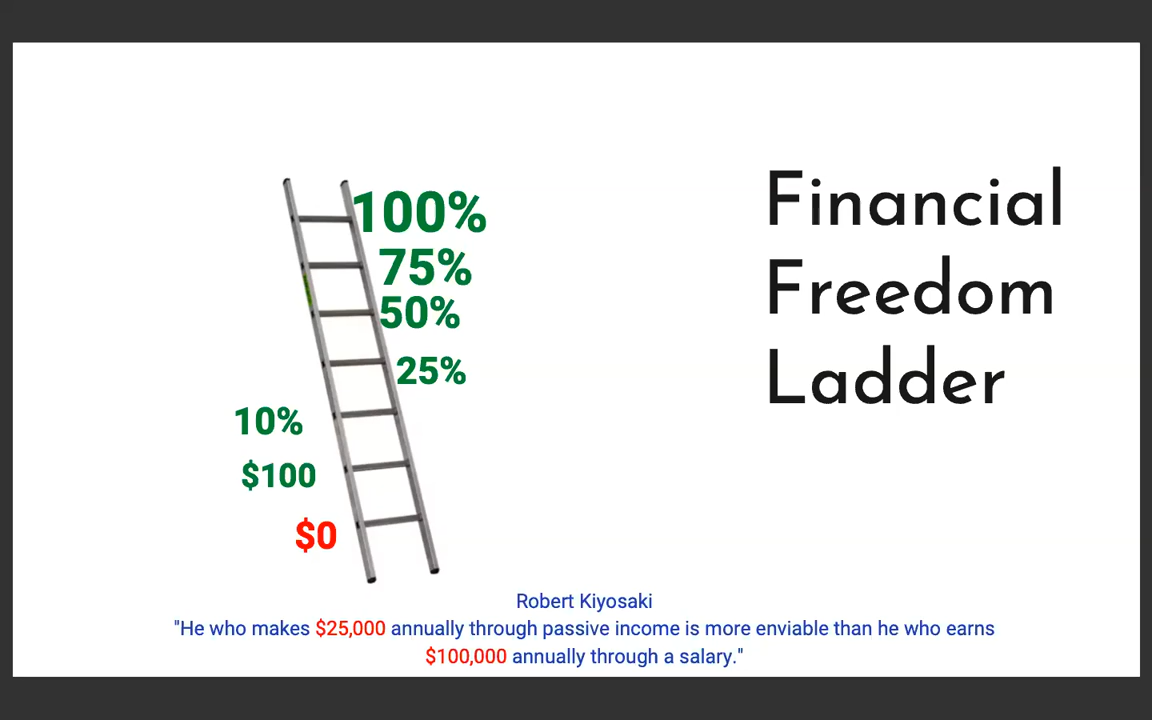 100%
75%
50%
25%
10%
$100
$0
Financial
Freedom
Ladder
Robert Kiyosaki
"He who makes $25,000 annually through passive income is more enviable than he who earns
$100,000 annually through a salary."